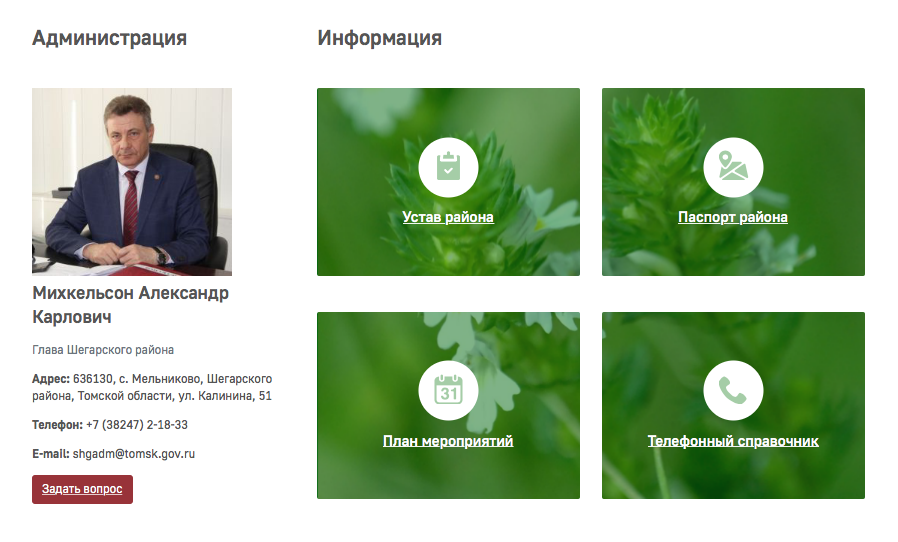 Администрация
Михкельсон Александр
Карлович
Глава Шегарского района
Адрес: 636130, с. Мельниково, Шегарского
района, Томской области, ул. Калинина, 51
Телефон: +7 (38247) 2-18-33
E-mail: shgadm@tomsk.gov.ru
Задать вопрос
Информация
Устав района
Паспорт района
31
План мероприятий
Телефонный справочник